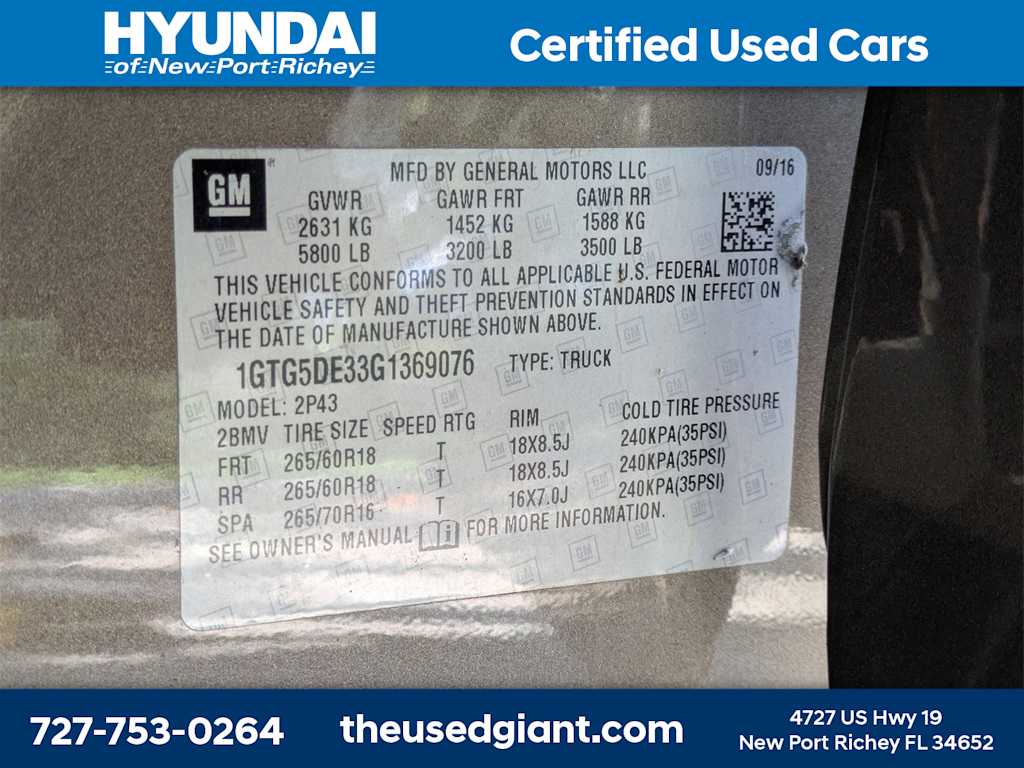 HYUNDAI
of New Port Richey
Certified Used Cars
GM
MFD BY GENERAL MOTORS LLC 09/16
GVWR GAWR FRT GAWR RR
2631 KG 1452 KG 1588 KG
5800 LB 3200 LB 3500 LB
THIS VEHICLE CONFORMS TO ALL APPLICABLE U.S. FEDERAL MOTOR
VEHICLE SAFETY AND THEFT PREVENTION STANDARDS IN EFFECT ON
THE DATE OF MANUFACTURE SHOWN ABOVE.
1GTG5DE33G1369076 TYPE: TRUCK
MODEL: 2P43
2BMV TIRE SIZE SPEED RTG RIM COLD TIRE PRESSURE
FRT 265/60R18 T 18X8.5J 240KPA(35PSI)
RR 265/60R18 T 18X8.5J 240KPA(35PSI)
SPA 265/70R16 T 16X7.0J 240KPA(35PSI)
SEE OWNER'S MANUAL FOR MORE INFORMATION.
727-753-0264
theusedgiant.com
4727 US Hwy 19
New Port Richey FL 34652